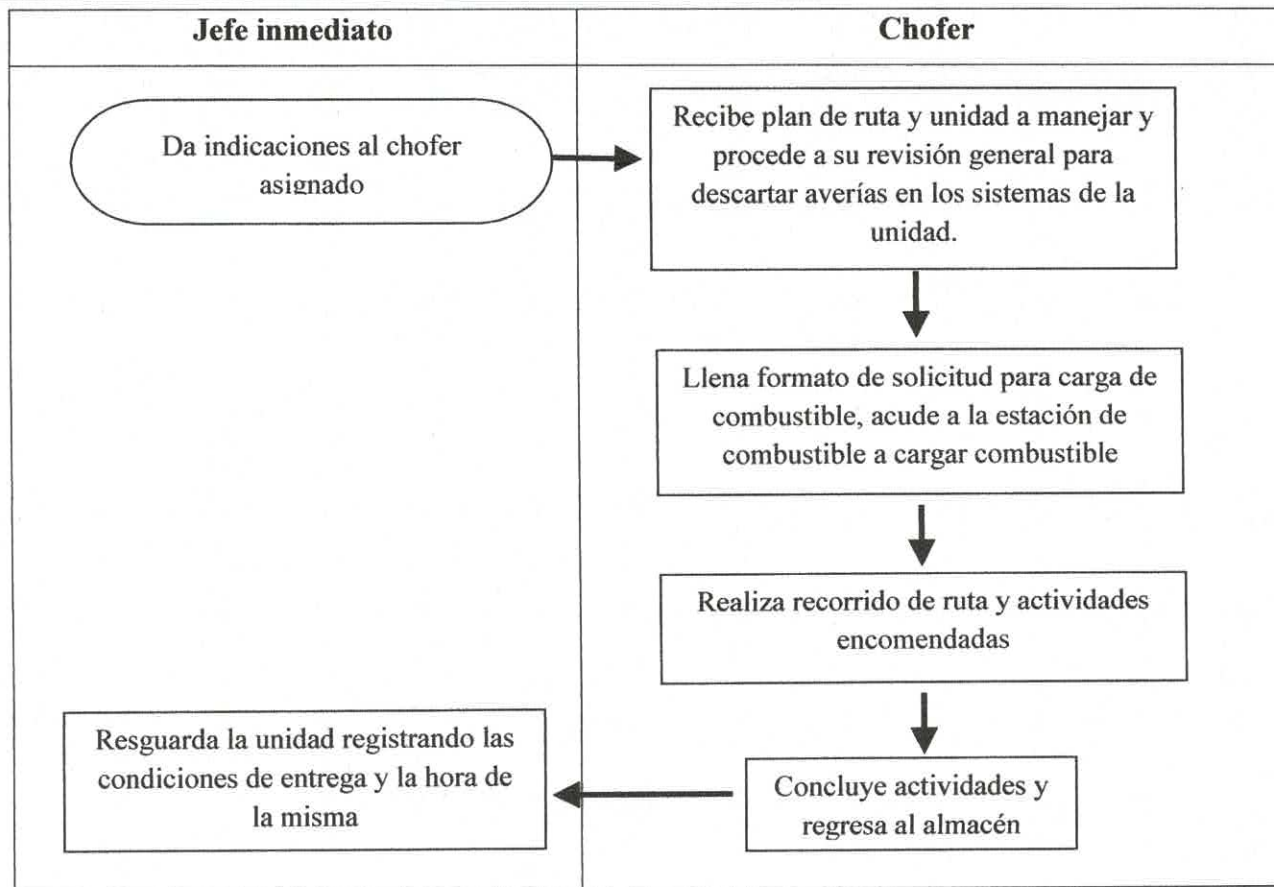 Jefe inmediato
Chofer
Da indicaciones al chofer
asignado
Recibe plan de ruta y unidad a manejar y
procede a su revisión general para
descartar averías en los sistemas de la
unidad.
Llena formato de solicitud para carga de
combustible, acude a la estación de
combustible a cargar combustible
Realiza recorrido de ruta y actividades
encomendadas
Concluye actividades y
regresa al almacén
Resguarda la unidad registrando las
condiciones de entrega y la hora de
la misma